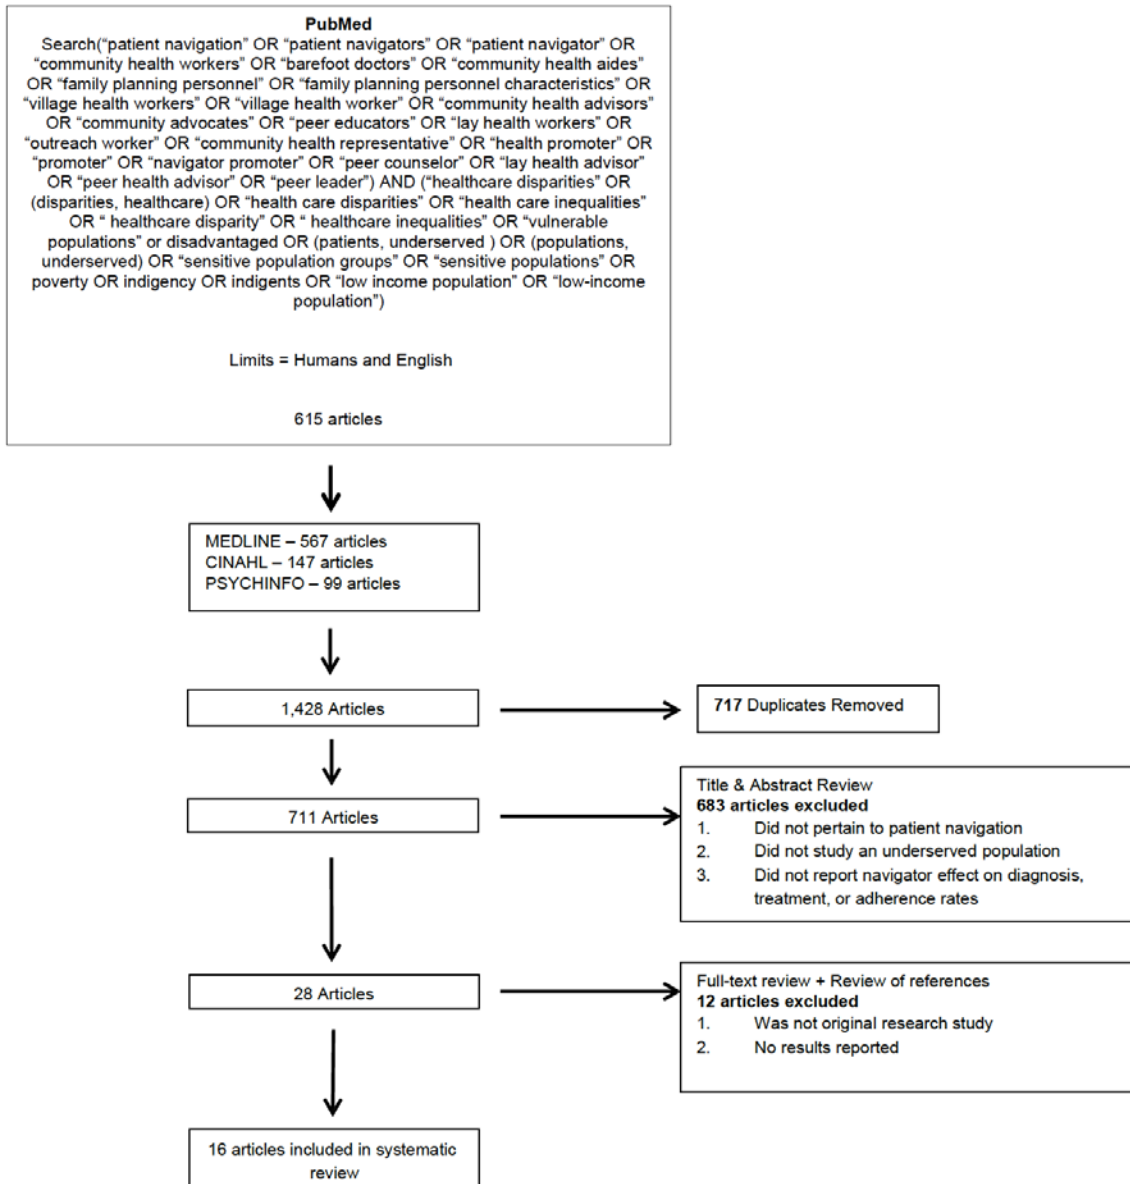 PubMed
Search(“patient navigation” OR “patient navigators” OR “patient navigator” OR
“community health workers” OR “barefoot doctors” OR “community health aides”
OR “family planning personnel” OR “family planning personnel characteristics” OR
“village health workers” OR “village health worker” OR “community health advisors”
OR “community advocates” OR “peer educators” OR “lay health workers” OR
“outreach worker” OR “community health representative” OR “health promoter” OR
“promoter” OR “navigator promoter” OR “peer counselor” OR “lay health advisor”
OR “peer health advisor” OR “peer leader”) AND (“healthcare disparities” OR
(disparities, healthcare) OR “health care disparities” OR “health care inequalities”
OR “ healthcare disparity” OR “ healthcare inequalities” OR “vulnerable
populations” or disadvantaged OR (patients, underserved ) OR (populations,
underserved) OR “sensitive population groups” OR “sensitive populations” OR
poverty OR indigency OR indigents OR “low income population” OR “low-income
population”)
Limits = Humans and English
615 articles
MEDLINE – 567 articles
CINAHL – 147 articles
PSYCHINFO – 99 articles
1,428 Articles
717 Duplicates Removed
711 Articles
Title & Abstract Review
683 articles excluded
1. Did not pertain to patient navigation
2. Did not study an underserved population
3. Did not report navigator effect on diagnosis,
treatment, or adherence rates
28 Articles
Full-text review + Review of references
12 articles excluded
1. Was not original research study
2. No results reported
16 articles included in systematic
review